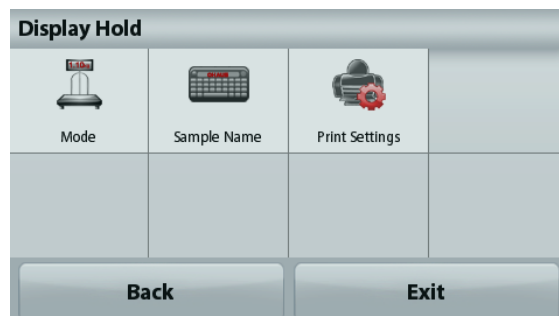 Display Hold
Mode
Sample Name
Print Settings
Back
Exit